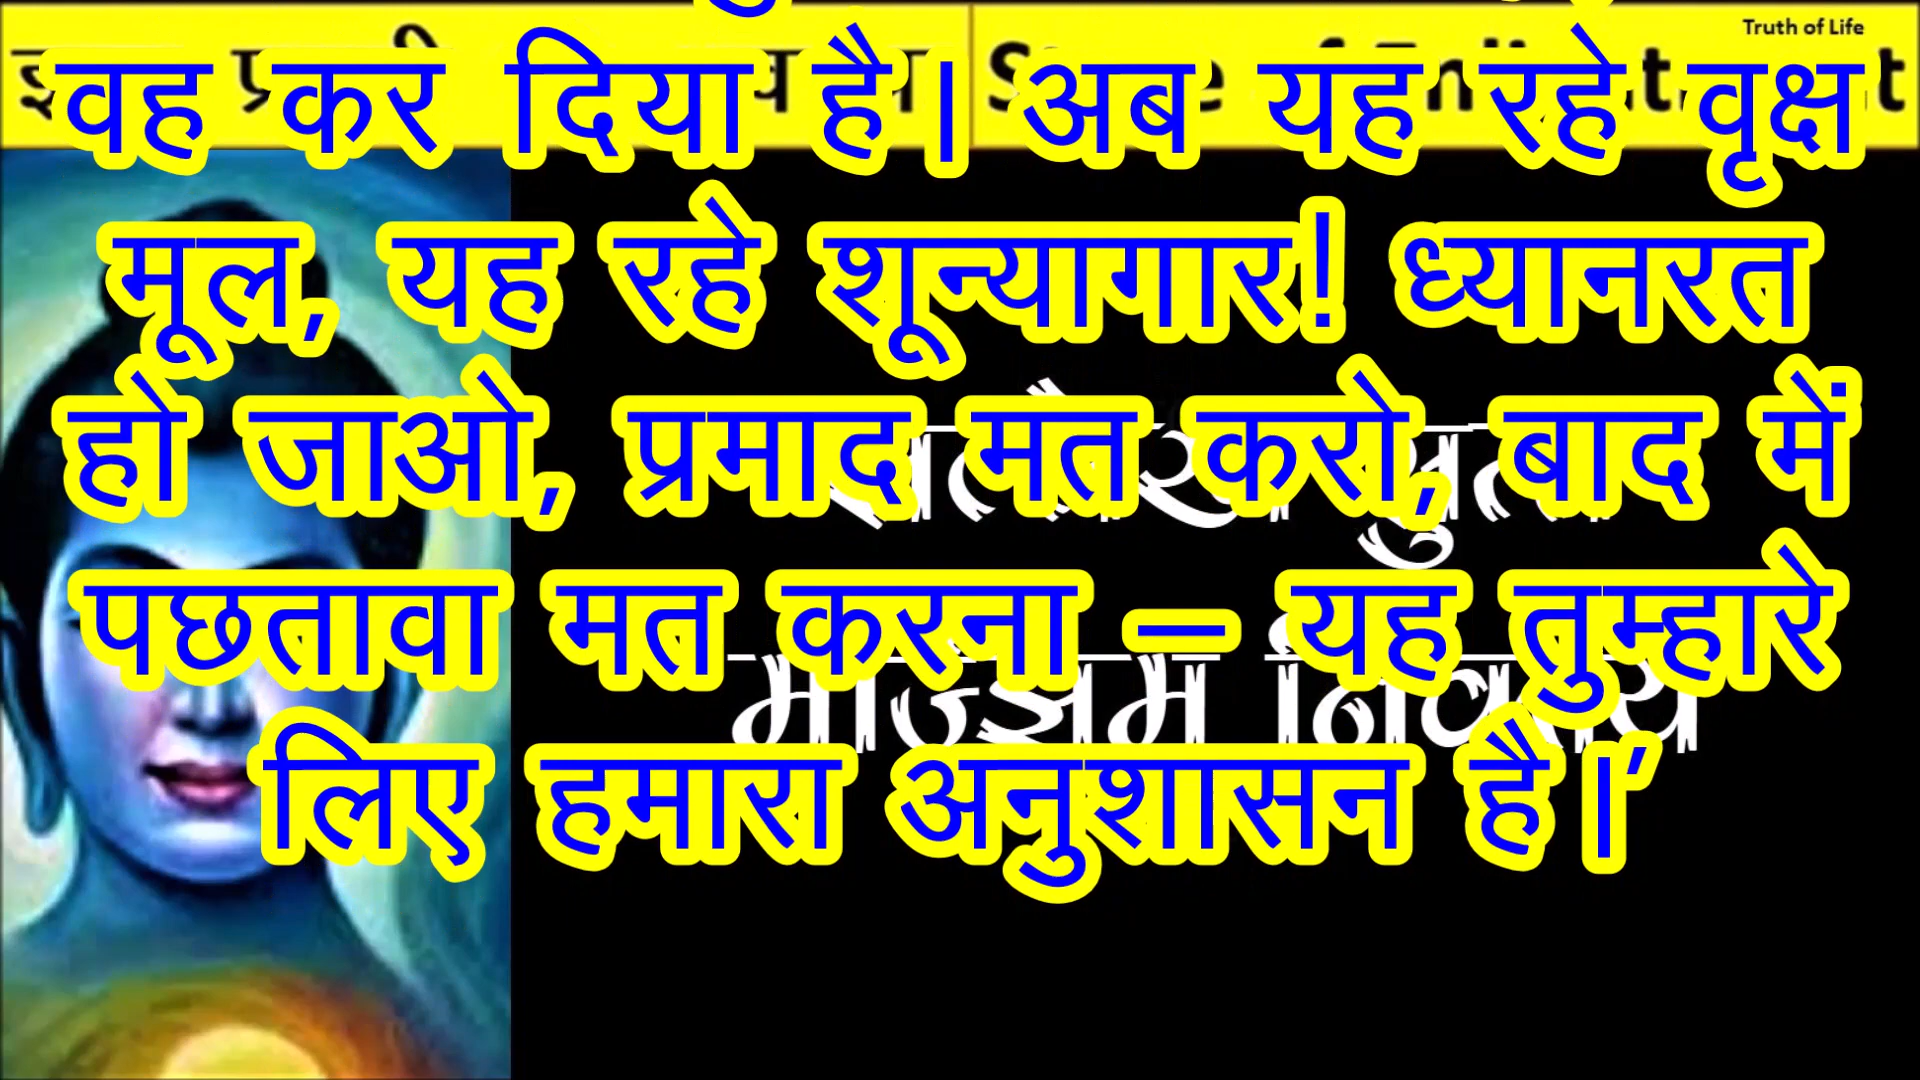 Truth of Life
वह कर दिया है। अब यह रहे वृक्ष
मूल, यह रहे शून्यागार! ध्यानरत
हो जाओ, प्रमाद मत करो, बाद में
पछतावा मत करना – यह तुम्हारे
मज्झिम निकाय
लिए हमारा अनुशासन है।’